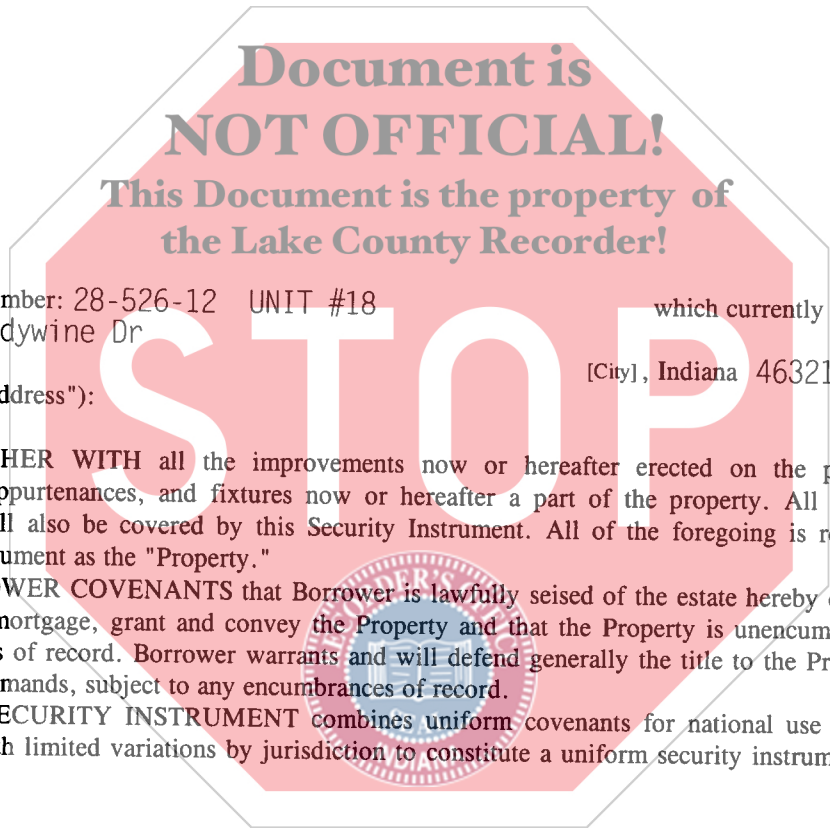 Document is
NOT OFFICIAL!
This Document is the property of
the Lake County Recorder!
mber: 28-526-12 UNIT #18 which currently
dywine Dr
[City], Indiana 46321
ddress"):
STOP
HER WITH all the improvements now or hereafter erected on the p
ppurtenances, and fixtures now or hereafter a part of the property. All
ll also be covered by this Security Instrument. All of the foregoing is r
ument as the "Property."
WER COVENANTS that Borrower is lawfully seised of the estate hereby
mortgage, grant and convey the Property and that the Property is unencum
s of record. Borrower warrants and will defend generally the title to the Pr
mands, subject to any encumbrances of record.
ECURITY INSTRUMENT combines uniform covenants for national use
h limited variations by jurisdiction to constitute a uniform security instrum